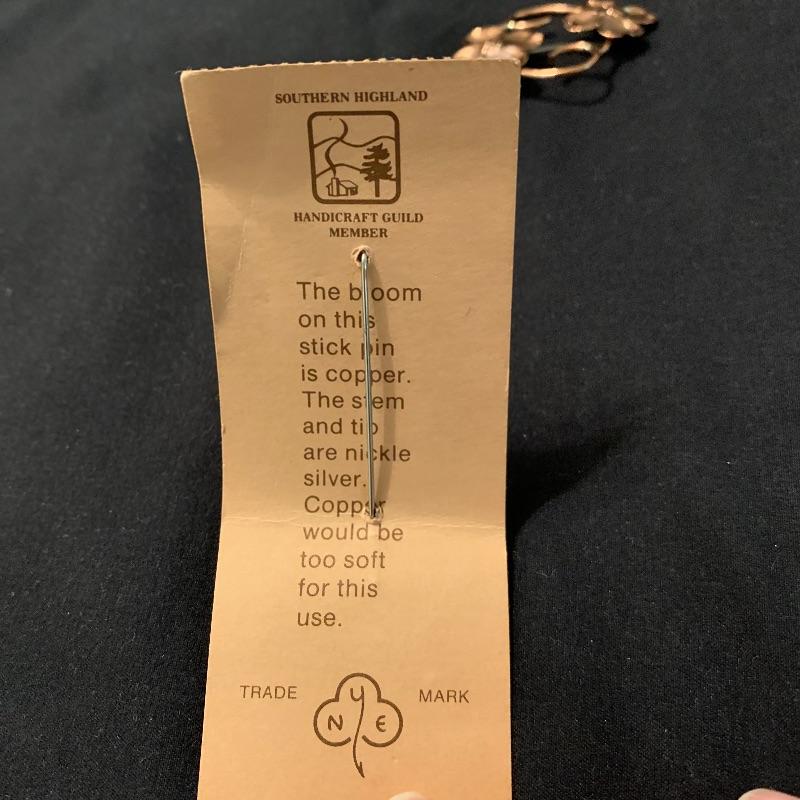 SOUTHERN HIGHLAND
HANDICRAFT GUILD
MEMBER
The bloom
on this
stick pin
is copper.
The stem
and tip
are nickle
silver.
Copper
would be
too soft
for this
use.
TRADE MARK
N Y E